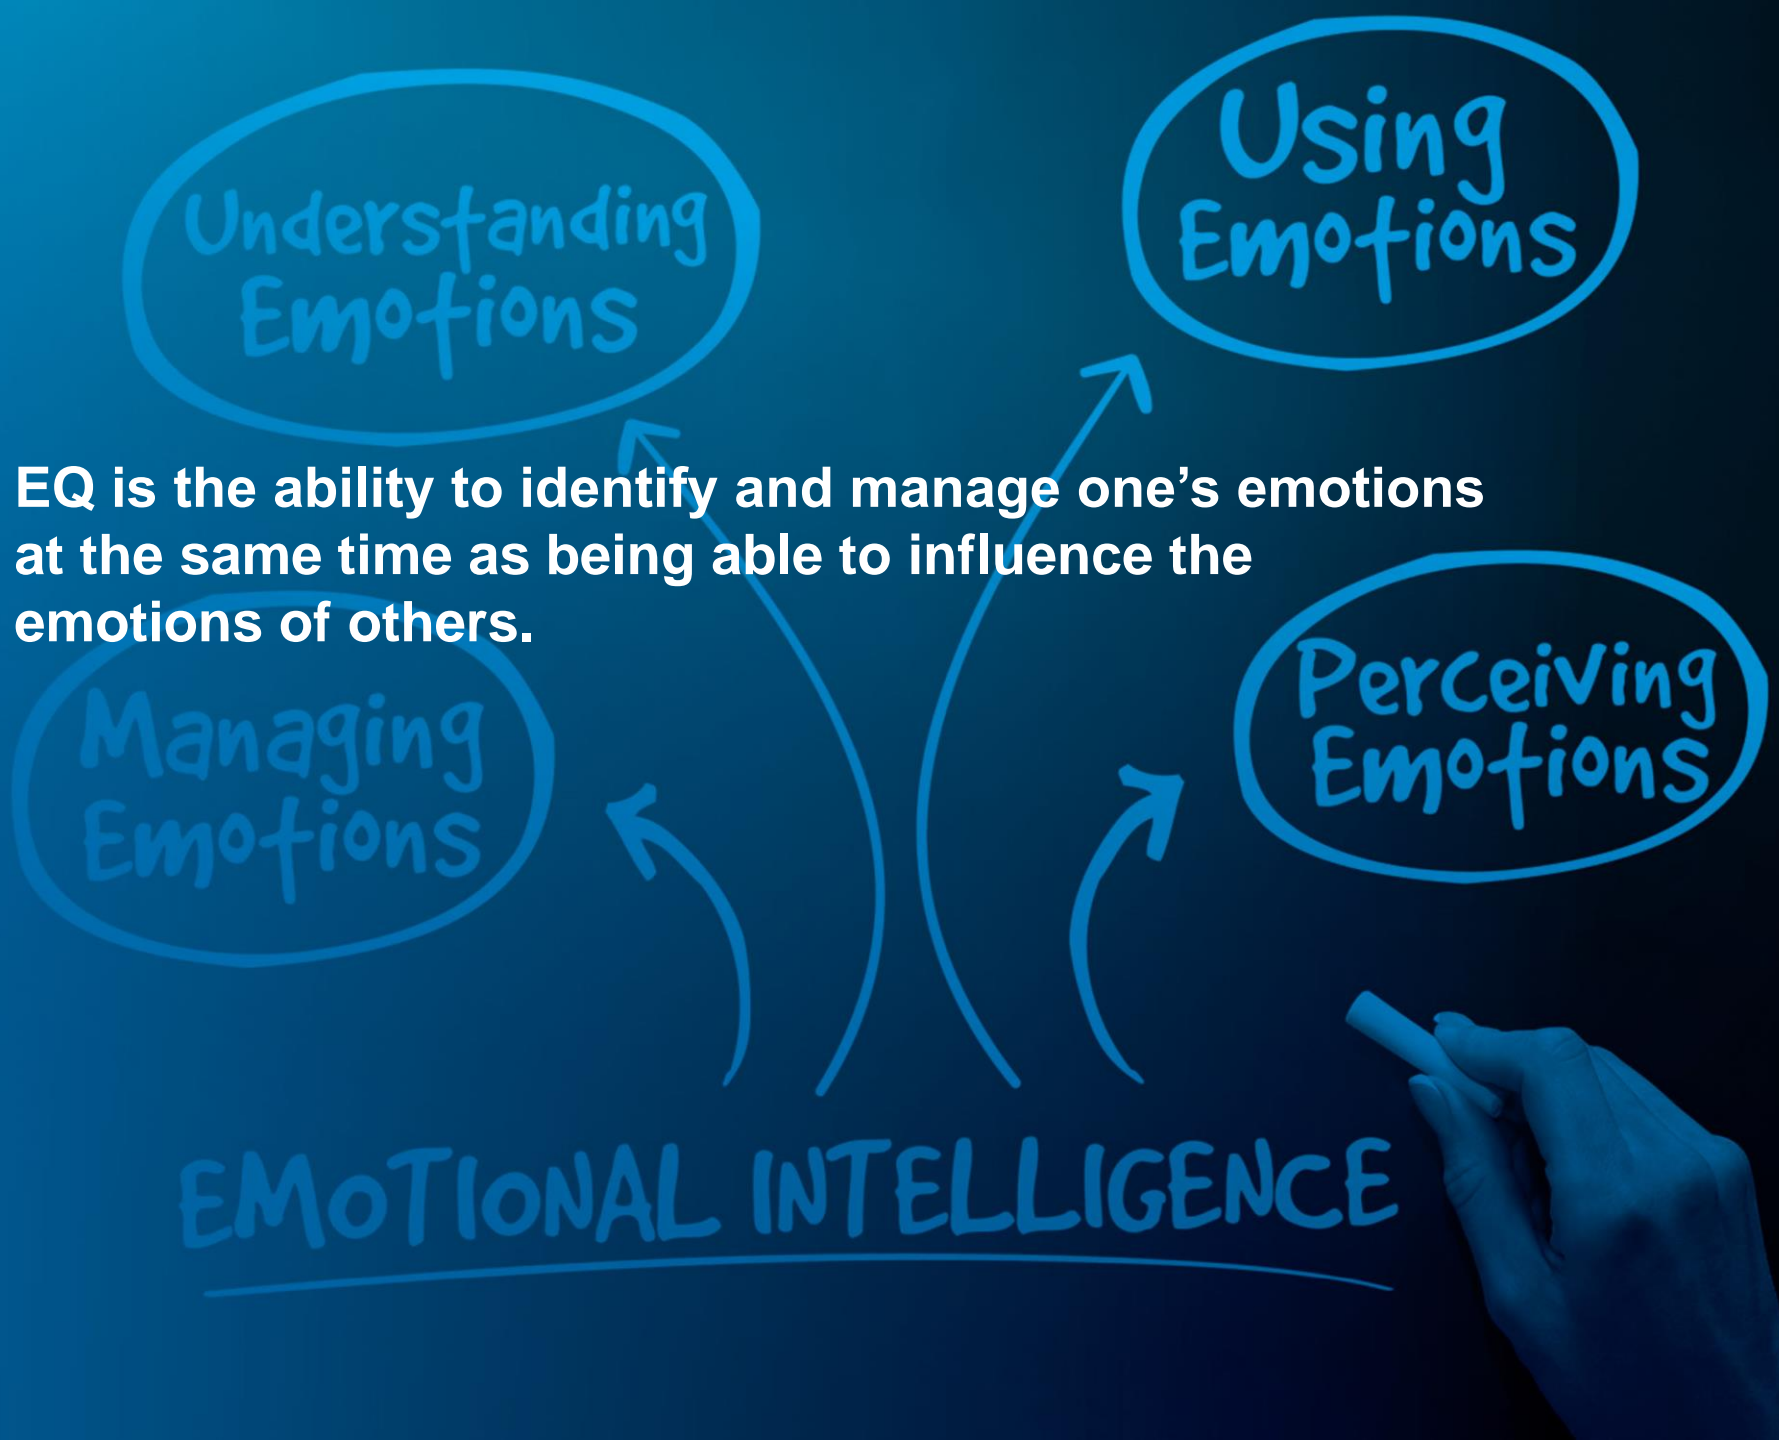 Understanding
Emotions
Using
Emotions
EQ is the ability to identify and manage one’s emotions
at the same time as being able to influence the
emotions of others.
Managing
Emotions
Perceiving
Emotions
EMOTIONAL INTELLIGENCE